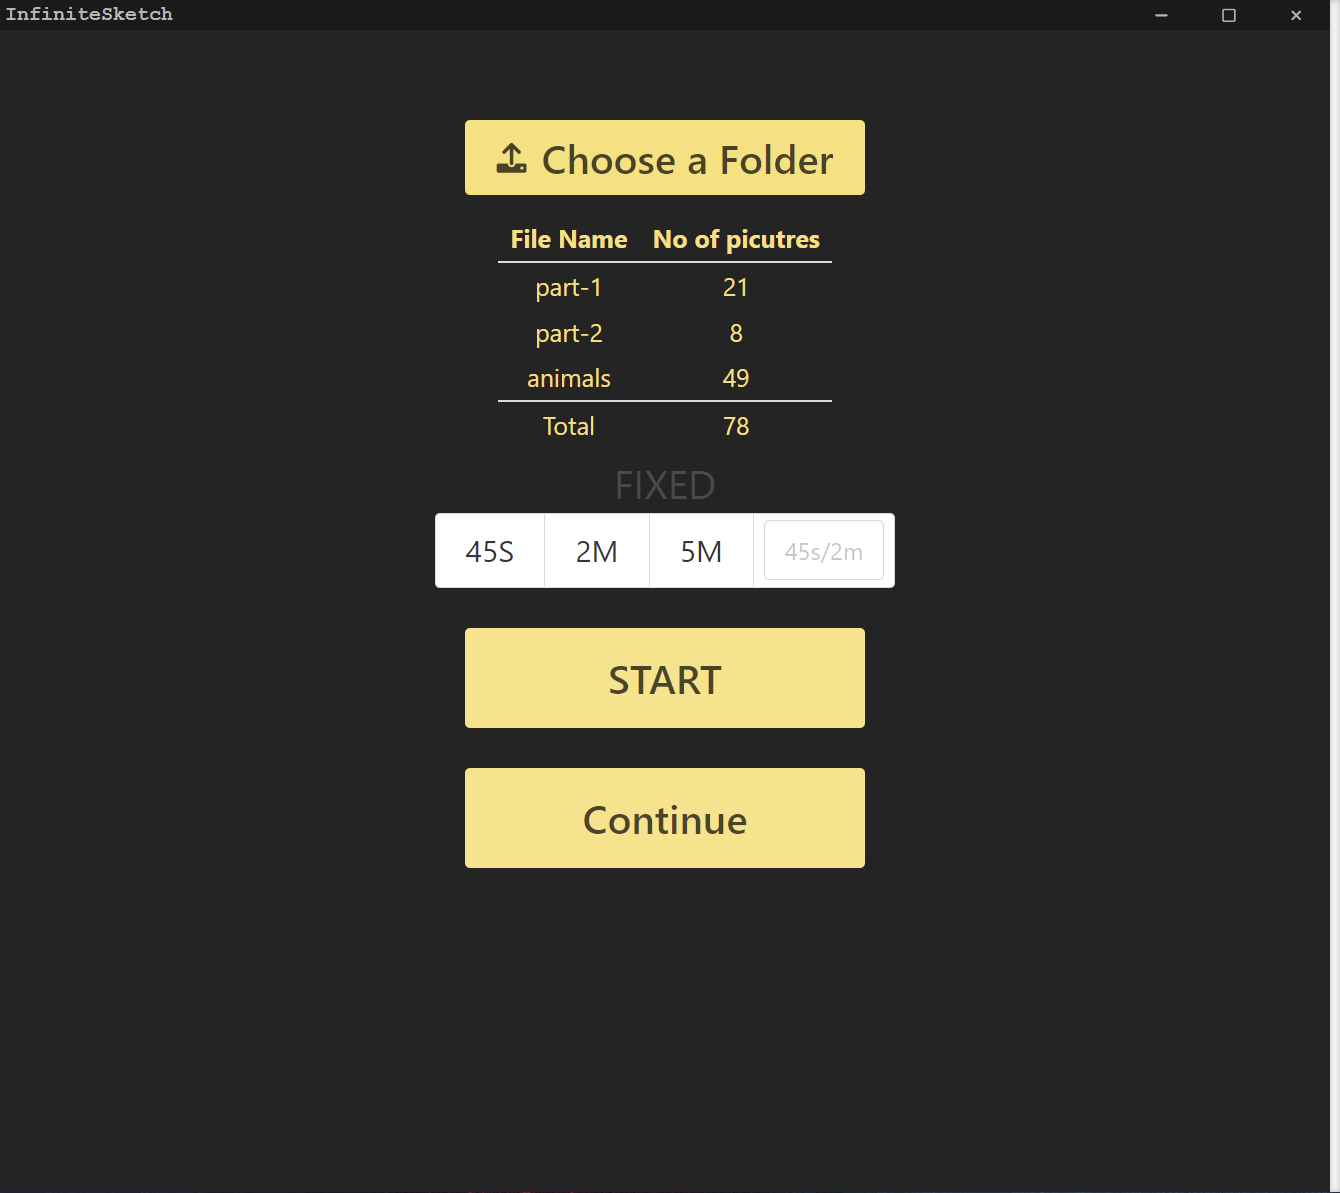 InfiniteSketch
Choose a Folder
File Name No of picutres
part-1 21
part-2 8
animals 49
Total 78
FIXED
45S 2M 5M 45s/2m
START
Continue